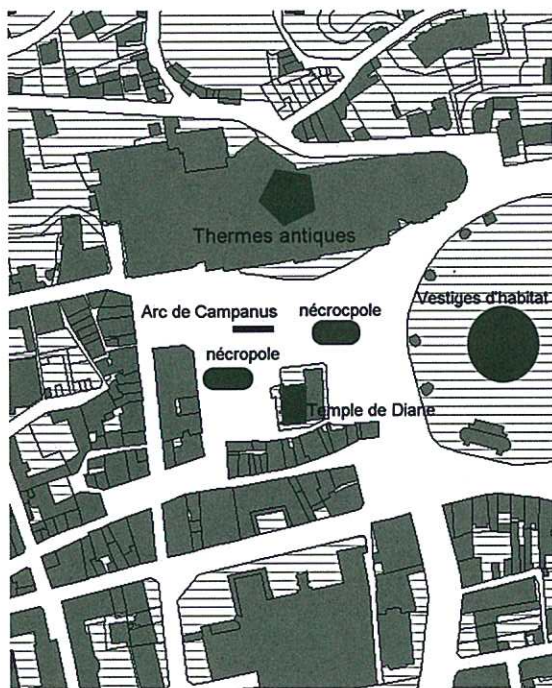 Thermes antiques
Vestiges d'habitat
Arc de Campanus
nécrocpole
nécropole
Temple de Diane